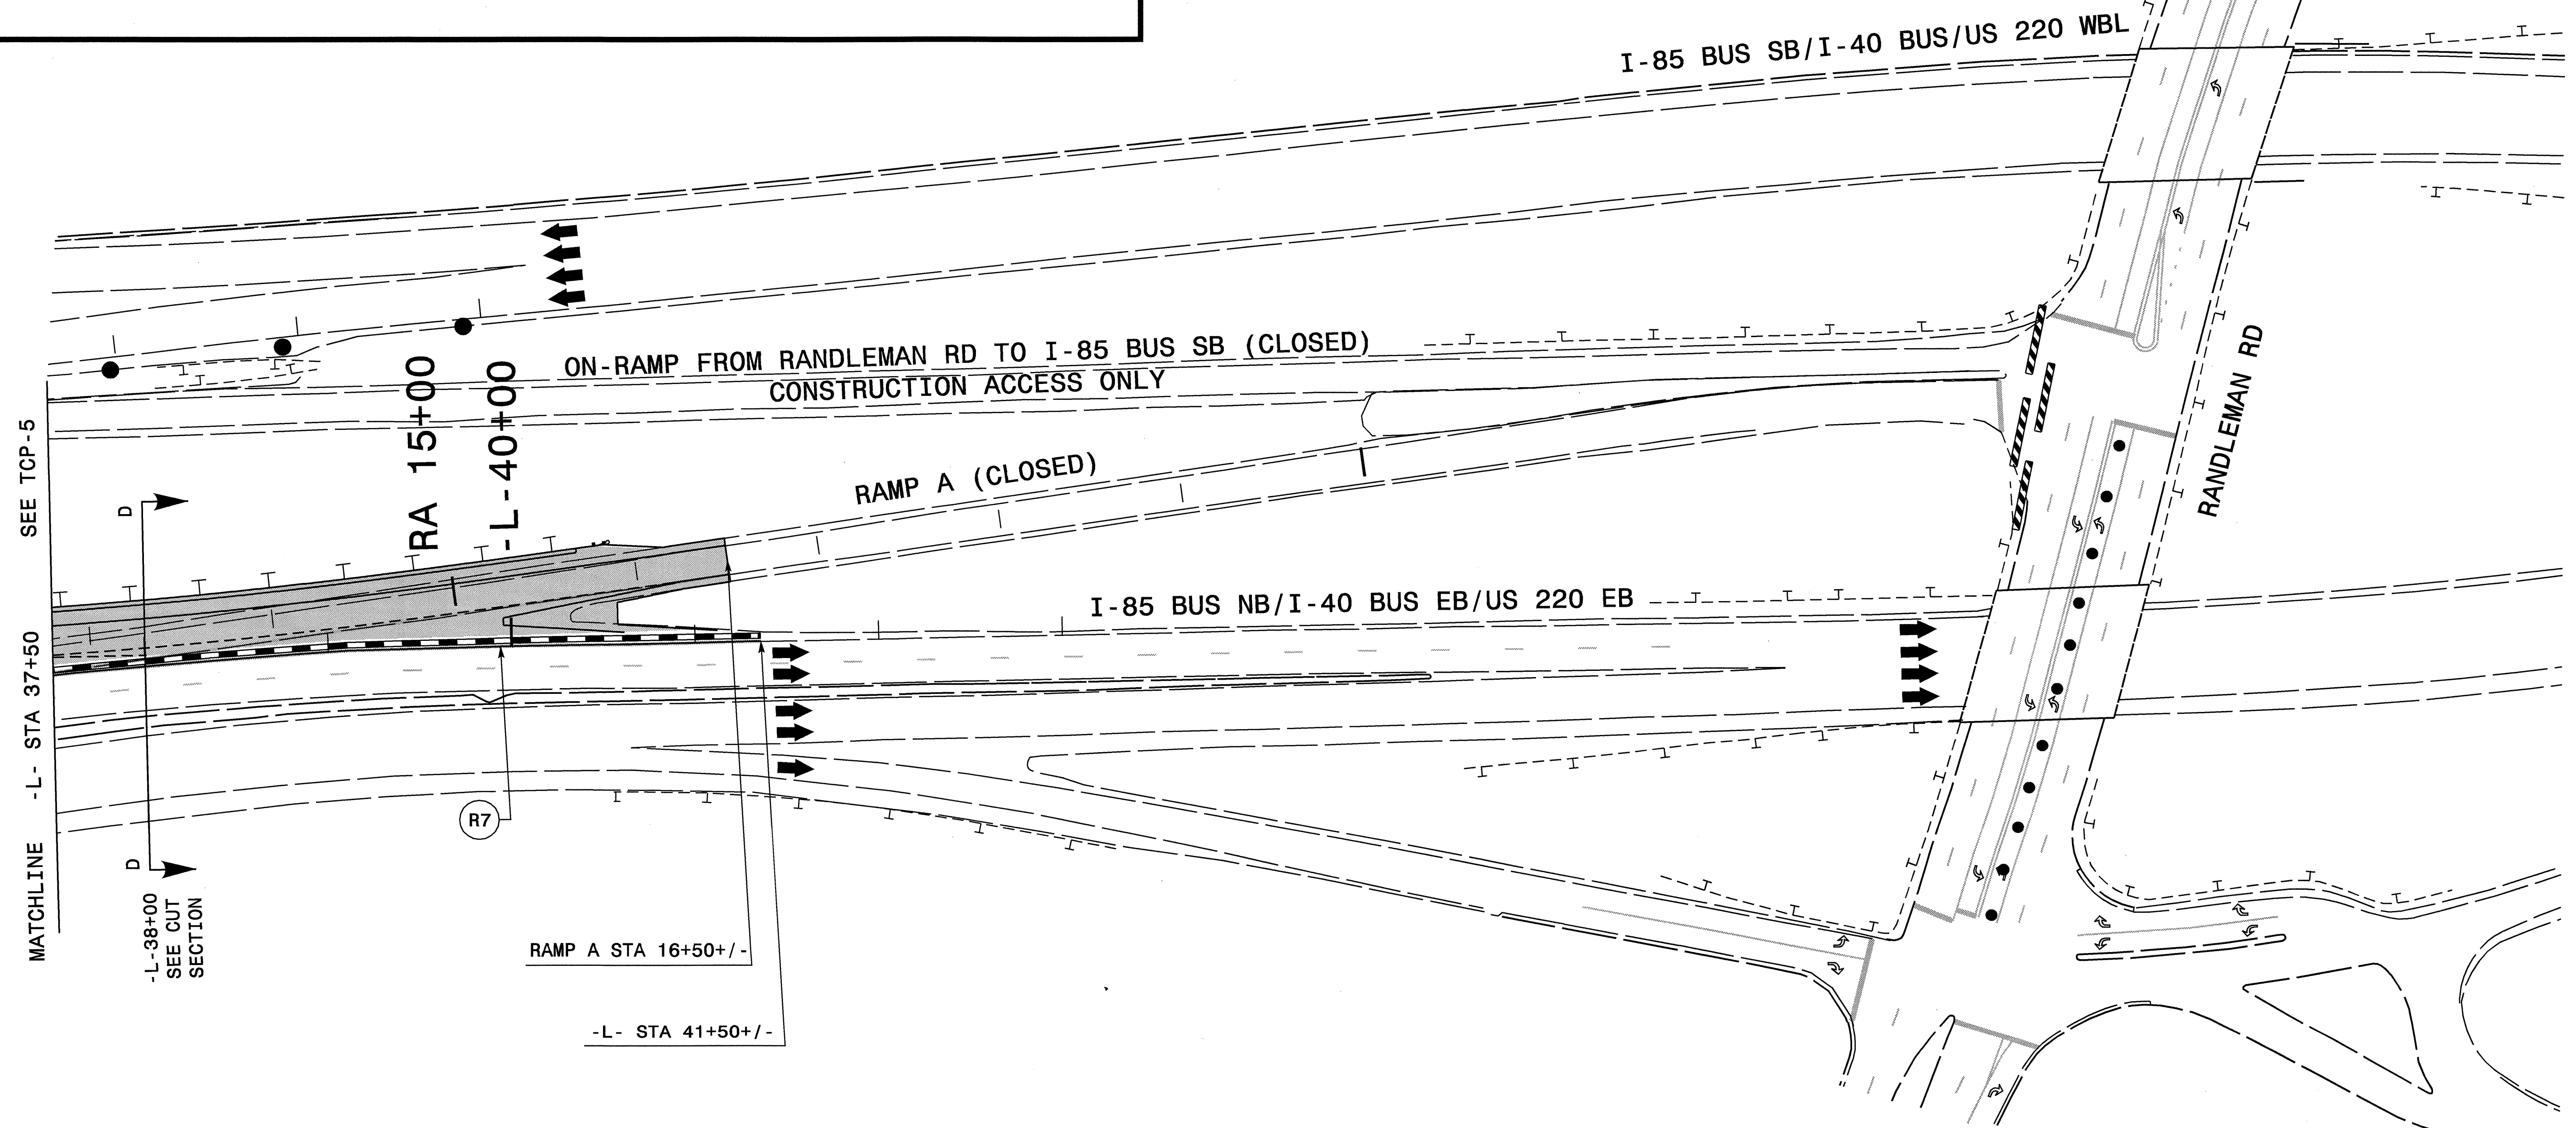 I-85 BUS SB/I-40 BUS/US 220 WBL
ON-RAMP FROM RANDLEMAN RD TO I-85 BUS SB (CLOSED)
CONSTRUCTION ACCESS ONLY
RANDLEMAN RD
RA 15+00
-L-40+00
RAMP A (CLOSED)
I-85 BUS NB/I-40 BUS EB/US 220 EB
MATCHLINE -L- STA 37+50 SEE TCP-5
D
D
-L-38+00
SEE CUT
SECTION
R7
RAMP A STA 16+50+/-
-L- STA 41+50+/-